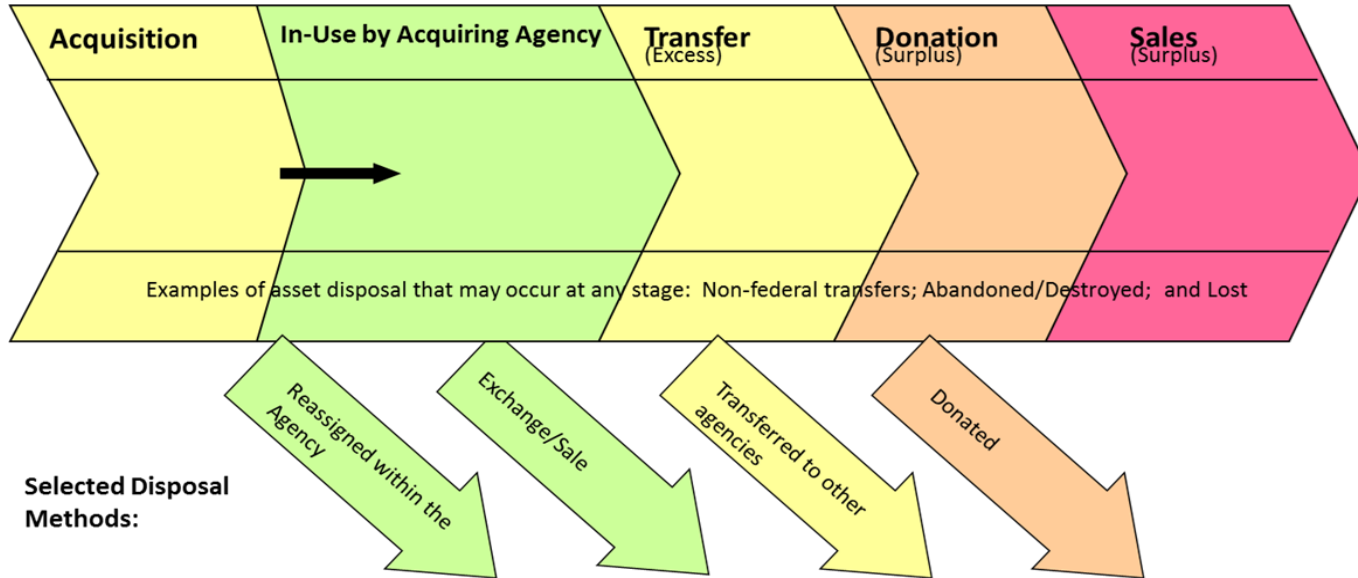 Acquisition
In-Use by Acquiring Agency
Transfer
(Excess)
Donation
(Surplus)
Sales
(Surplus)
Examples of asset disposal that may occur at any stage:  Non-federal transfers; Abandoned/Destroyed;  and Lost
Selected Disposal
Methods:
Reassigned within the
Agency
Exchange/Sale
Transferred to other
agencies
Donated